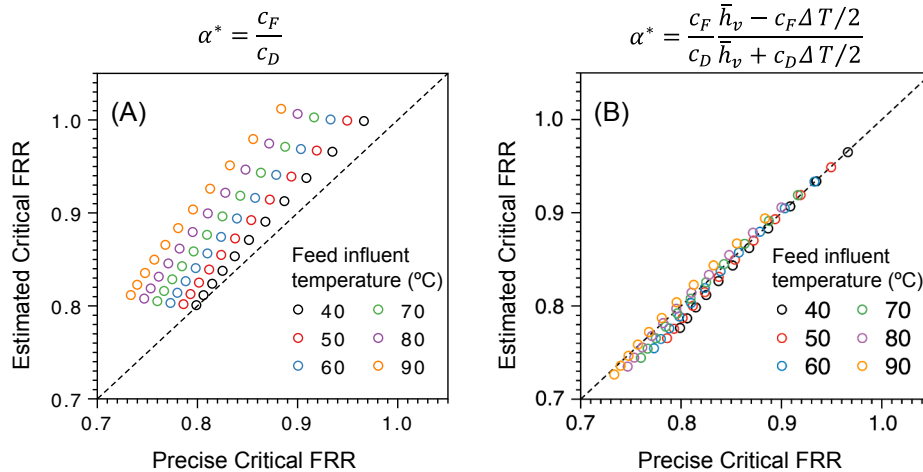 α* = c_F / c_D
α* = c_F / c_D h̄_v − c_F ΔT/2 / h̄_v + c_D ΔT/2
(A)
Estimated Critical FRR
1.0
0.9
0.8
0.7
0.7 0.8 0.9 1.0
Precise Critical FRR
Feed influent
temperature (ºC)
40 70
50 80
60 90
(B)
Estimated Critical FRR
1.0
0.9
0.8
0.7
0.7 0.8 0.9 1.0
Precise Critical FRR
Feed influent
temperature (ºC)
40 70
50 80
60 90